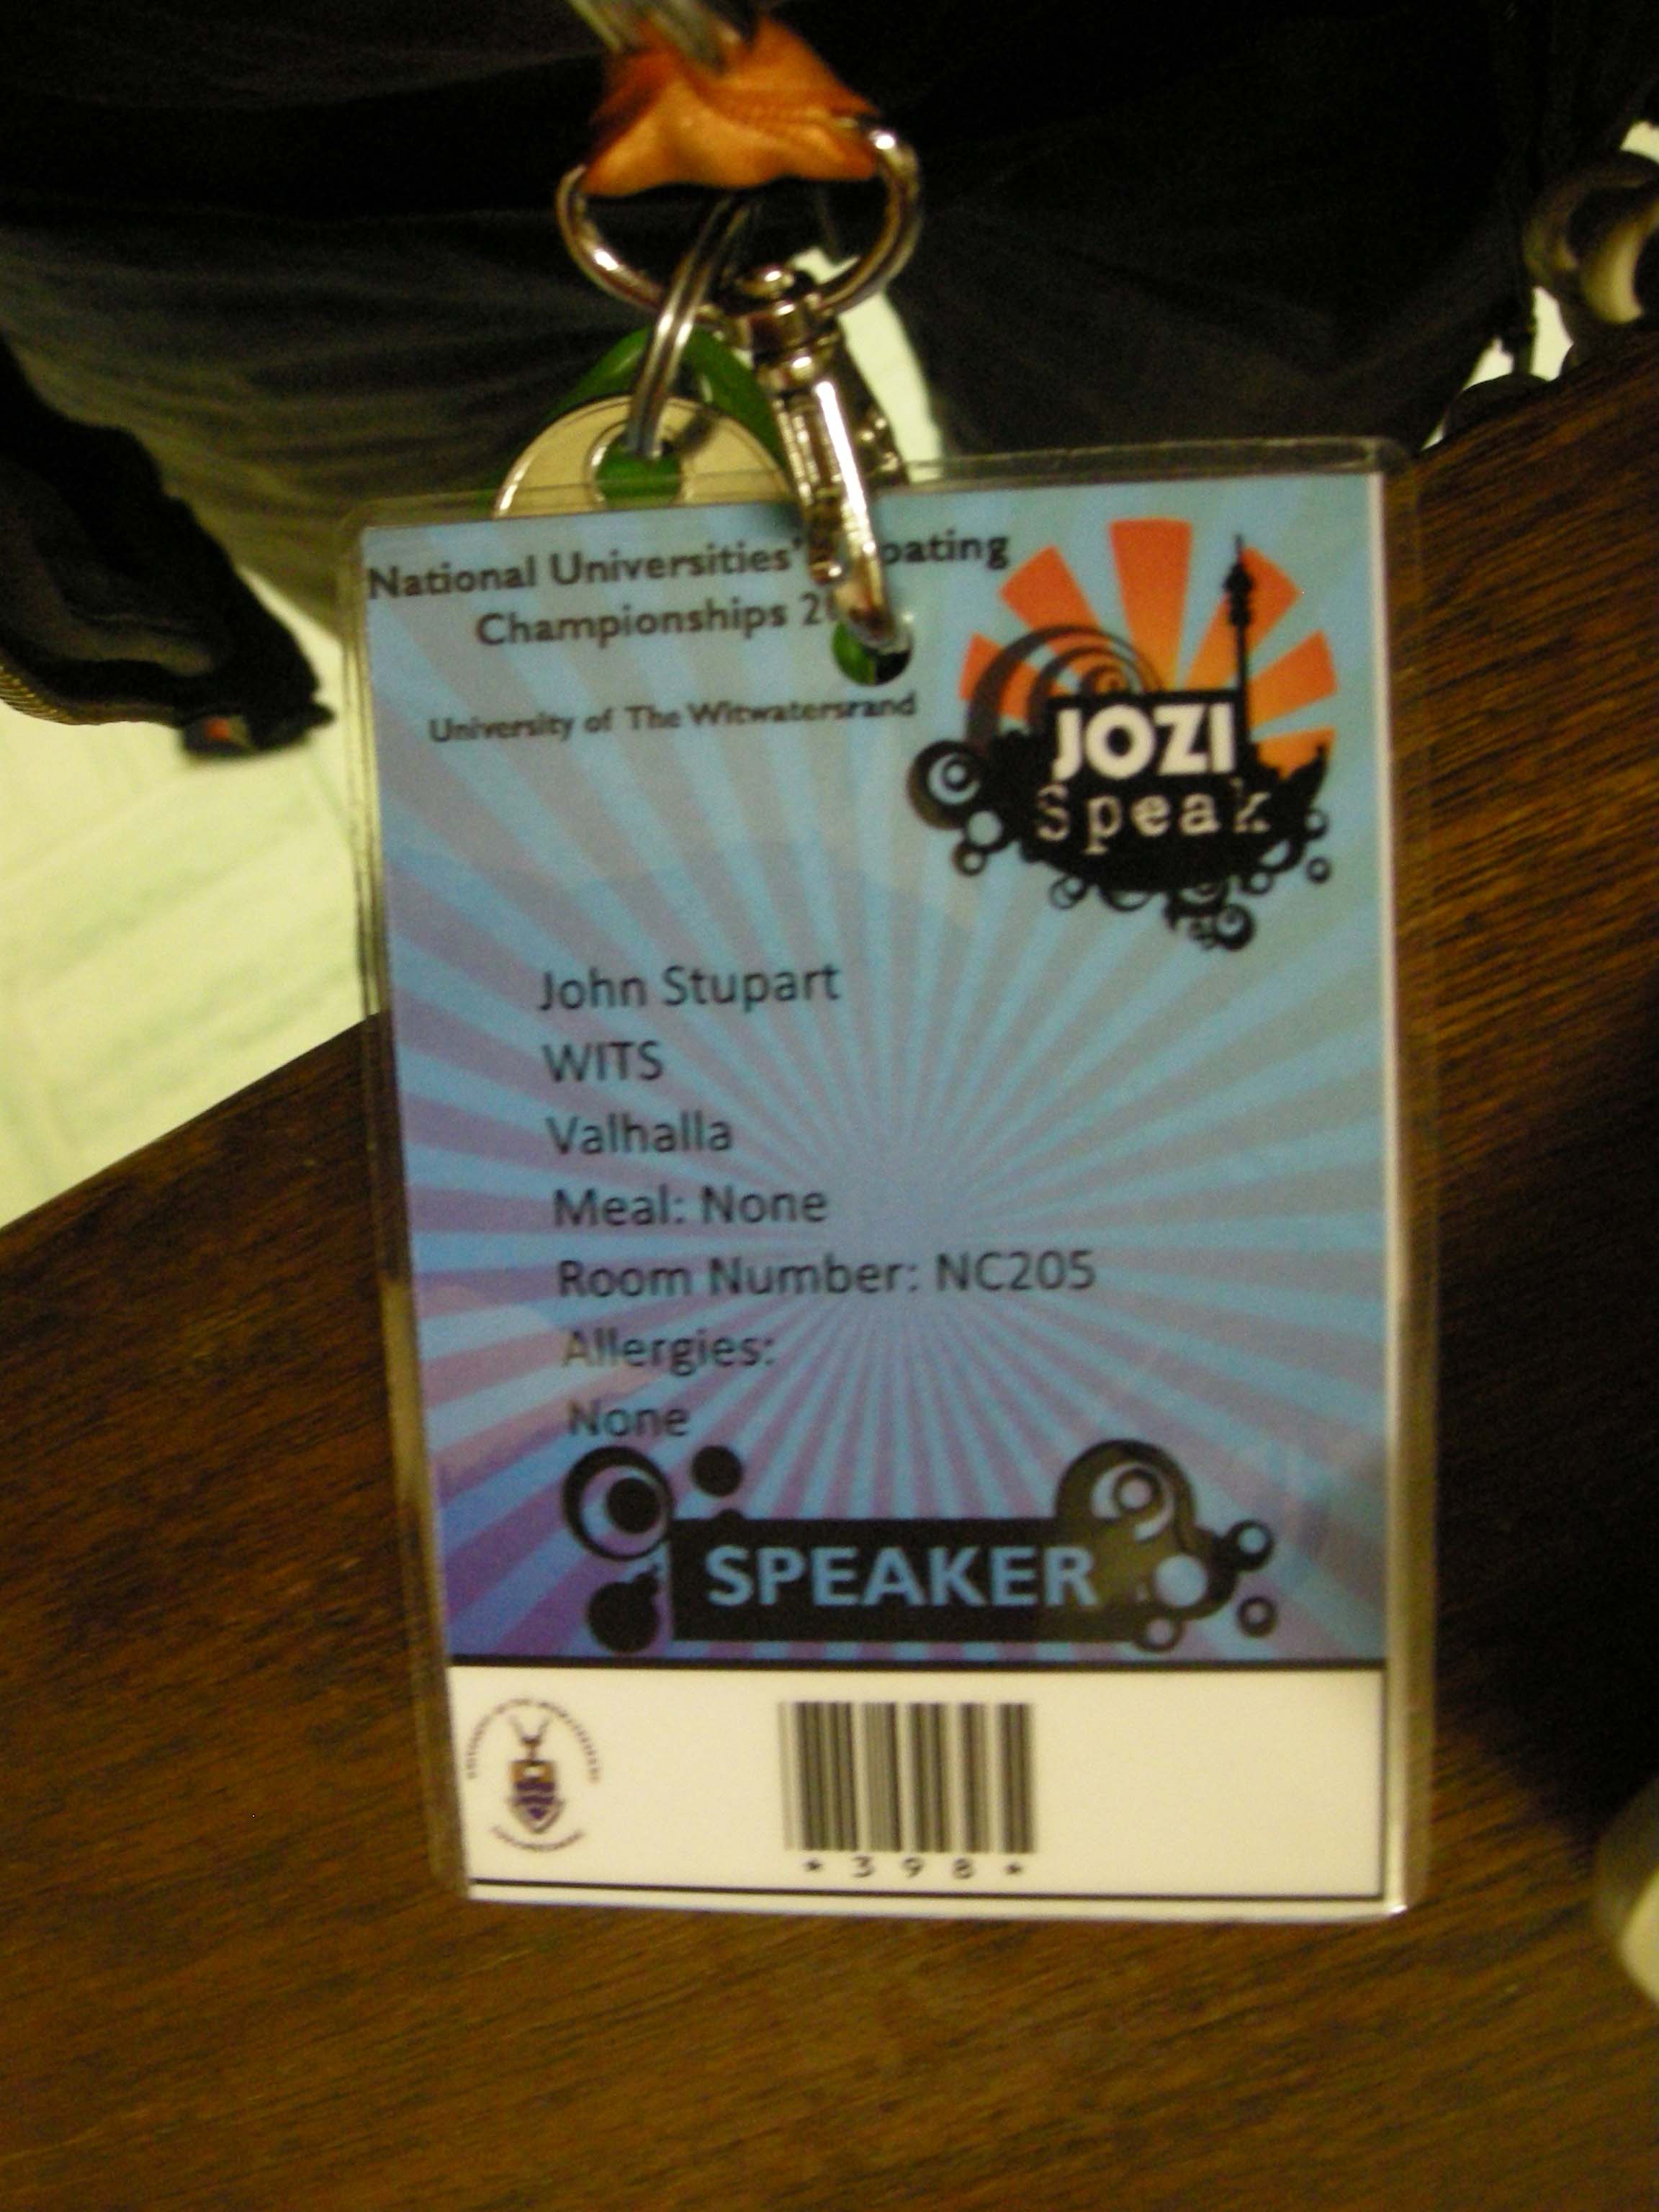 National Universities' Debating
Championships
University of The Witwatersrand
JOZI
Speak
John Stupart
WITS
Valhalla
Meal: None
Room Number: NC205
Allergies:
None
SPEAKER
*398*